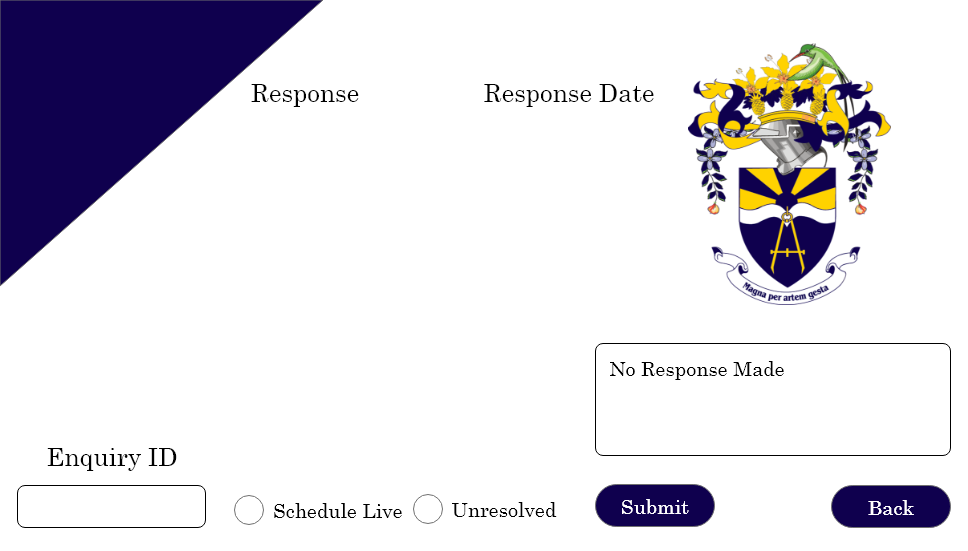 Response
Response Date
Magna per artem gesta
No Response Made
Enquiry ID
Schedule Live
Unresolved
Submit
Back